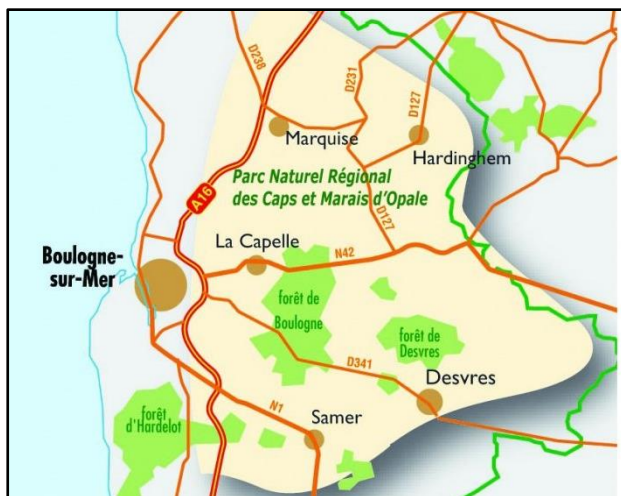 D238
D231
D127
Marquise
Hardinghem
Parc Naturel Régional
des Caps et Marais d'Opale
A16
D127
La Capelle
Boulogne-
sur-Mer
N42
forêt de
Boulogne
forêt de
Desvres
D341
Desvres
N1
Samer
forêt
d'Hardelot